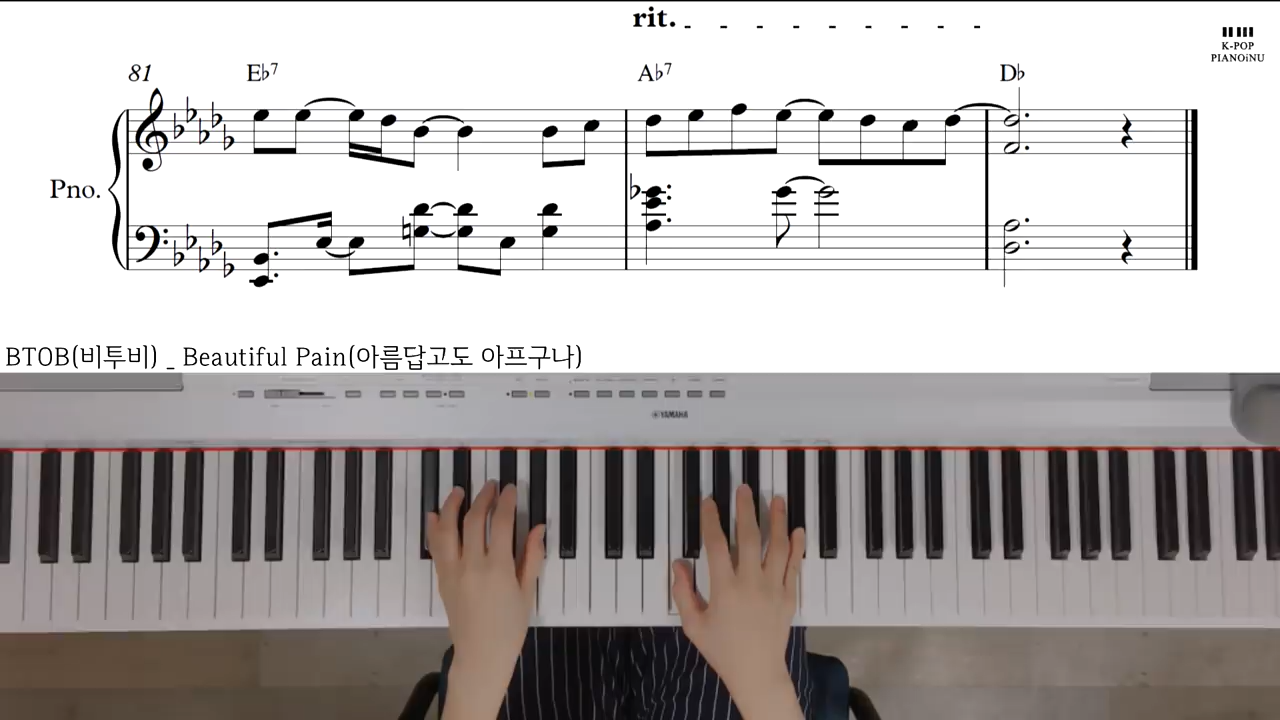 rit.
K-POP
PIANOiNU
81
E♭7
A♭7
D♭
Pno.
BTOB(비투비) _ Beautiful Pain(아름답고도 아프구나)
YAMAHA